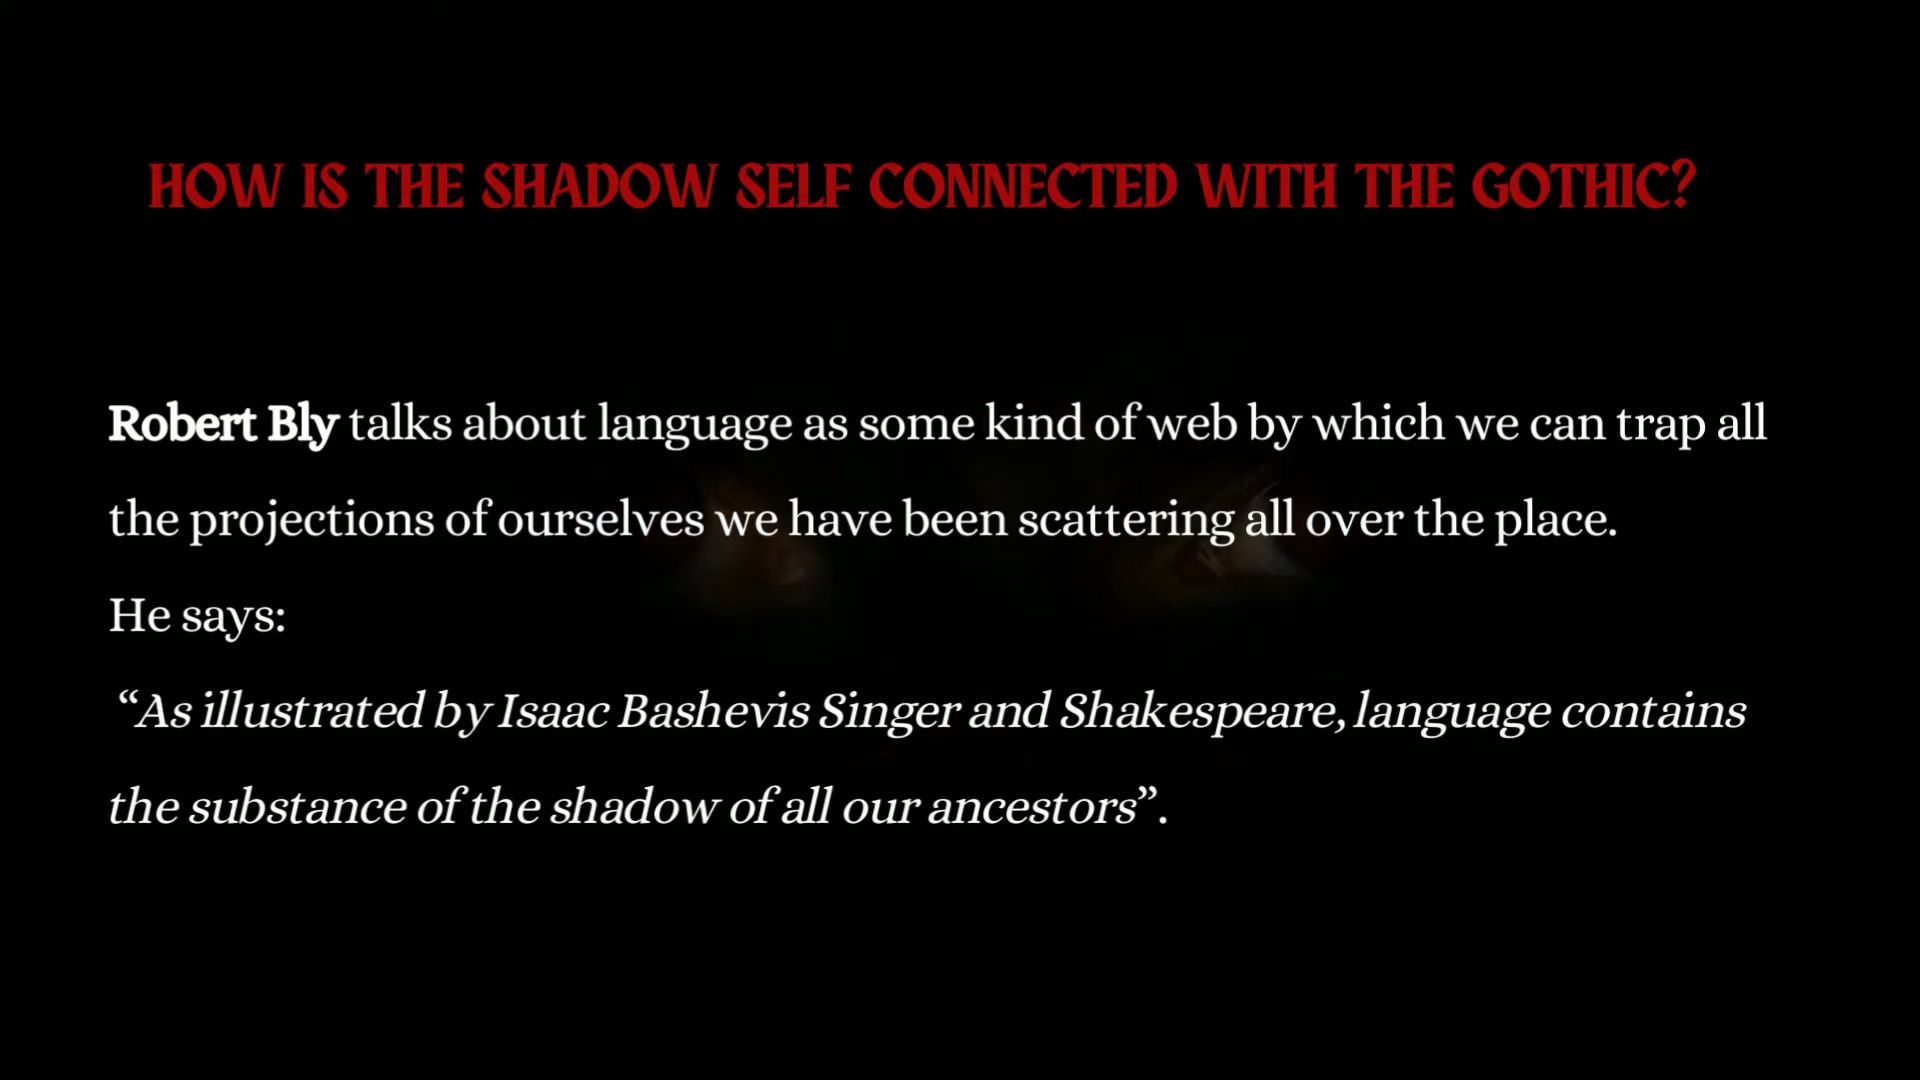 HOW IS THE SHADOW SELF CONNECTED WITH THE GOTHIC?
Robert Bly talks about language as some kind of web by which we can trap all
the projections of ourselves we have been scattering all over the place.
He says:
“As illustrated by Isaac Bashevis Singer and Shakespeare, language contains
the substance of the shadow of all our ancestors”.